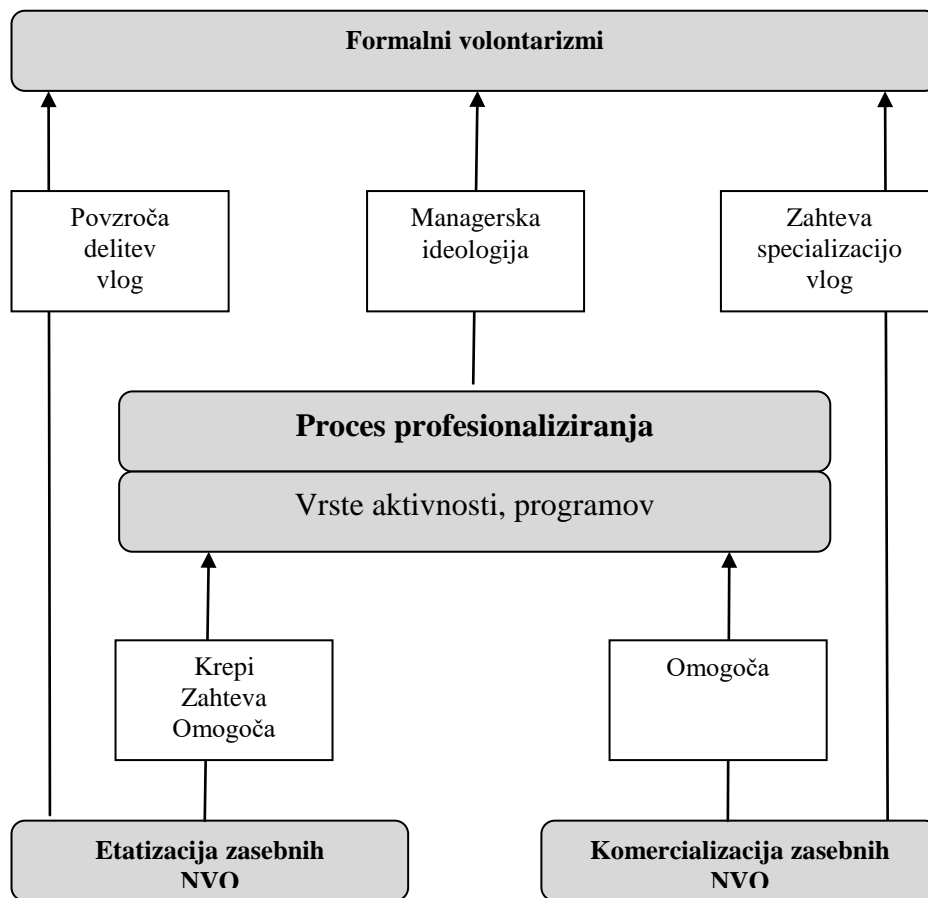 Formalni volontarizmi
Povzroča
delitev
vlog
Managerska
ideologija
Zahteva
specializacijo
vlog
Proces profesionaliziranja
Vrste aktivnosti, programov
Krepi
Zahteva
Omogoča
Omogoča
Etatizacija zasebnih
NVO
Komercializacija zasebnih
NVO